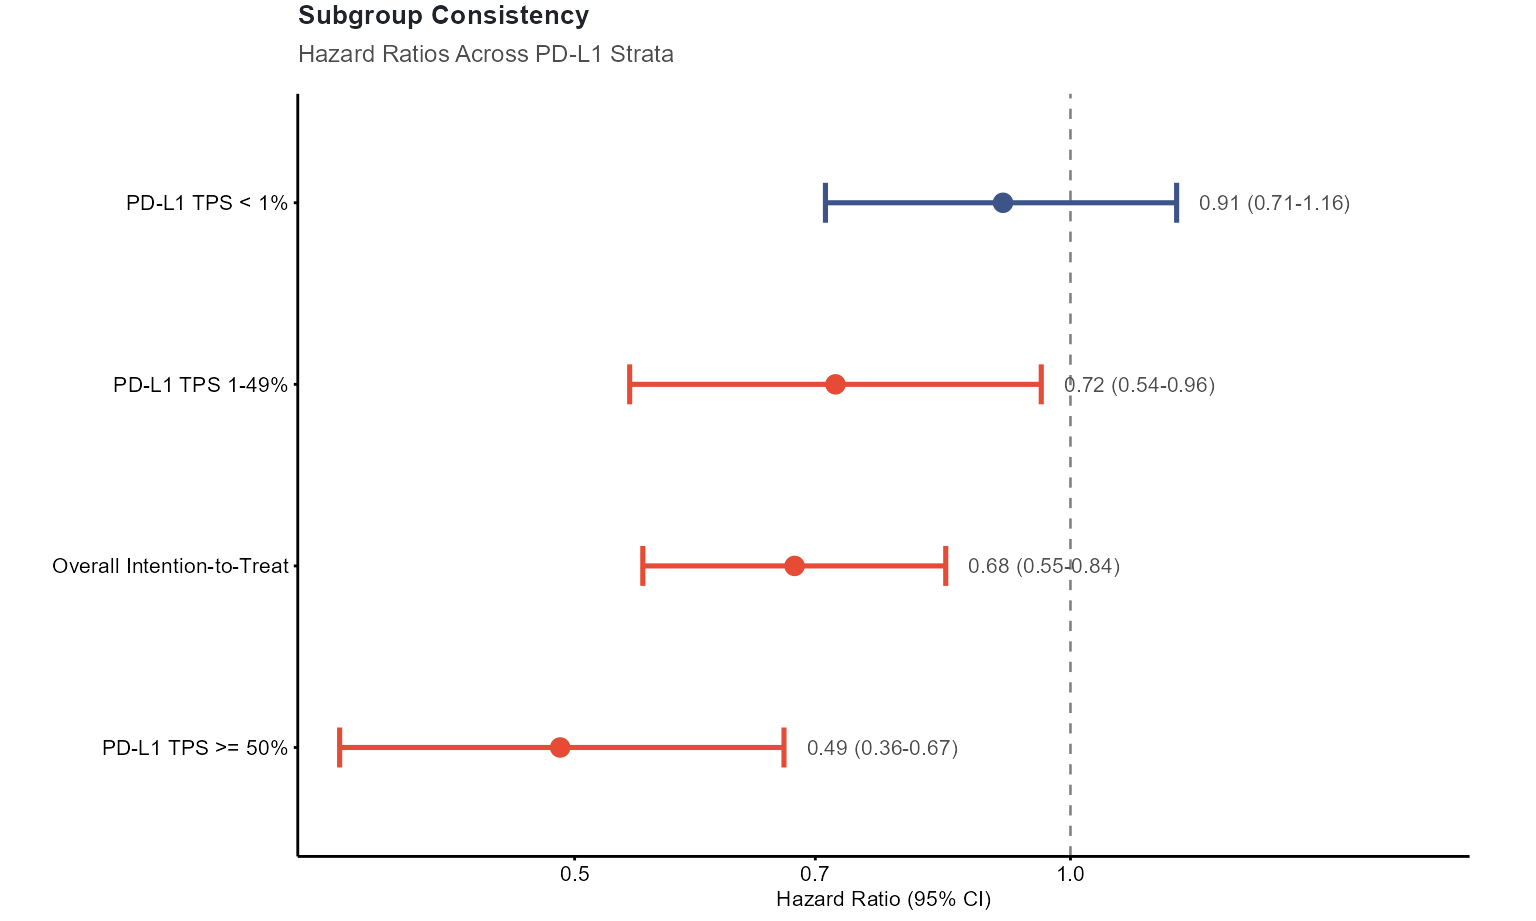 Subgroup Consistency
Hazard Ratios Across PD-L1 Strata
PD-L1 TPS < 1%
0.91 (0.71-1.16)
PD-L1 TPS 1-49%
0.72 (0.54-0.96)
Overall Intention-to-Treat
0.68 (0.55-0.84)
PD-L1 TPS >= 50%
0.49 (0.36-0.67)
0.5 0.7 1.0
Hazard Ratio (95% CI)